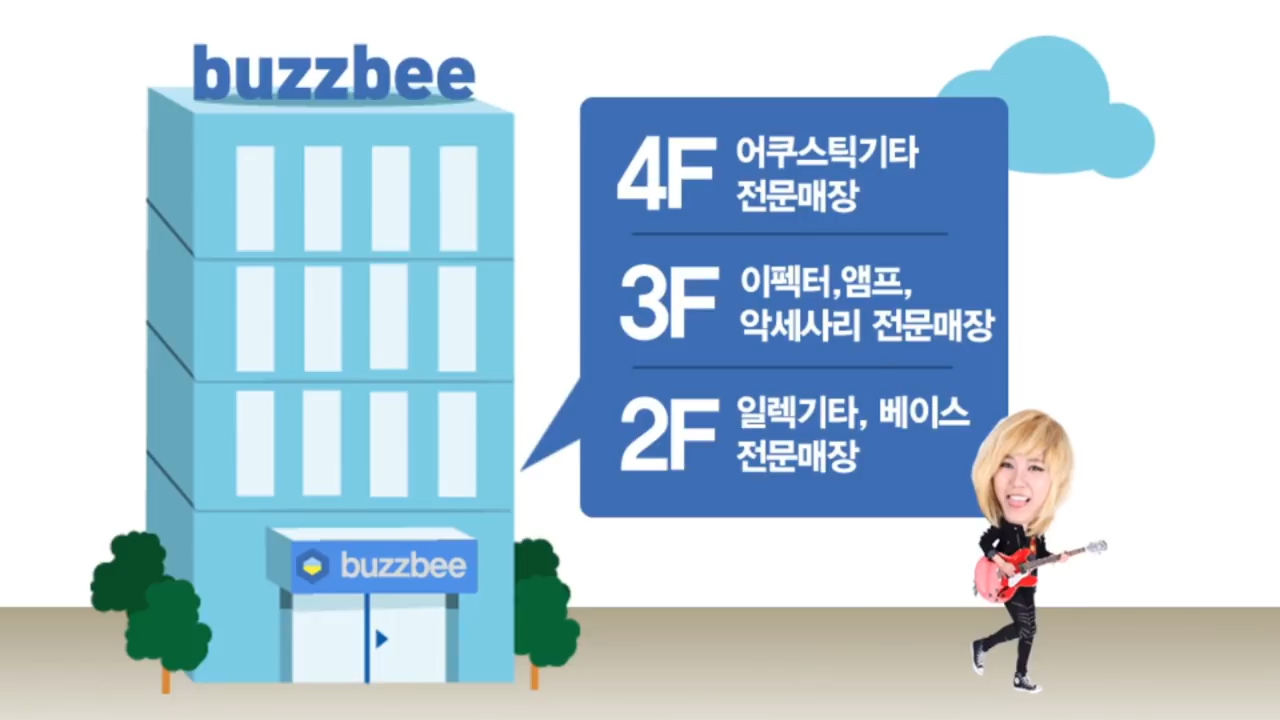 buzzbee
4F 어쿠스틱기타
전문매장
3F 이펙터,앰프,
악세사리 전문매장
2F 일렉기타, 베이스
전문매장
buzzbee